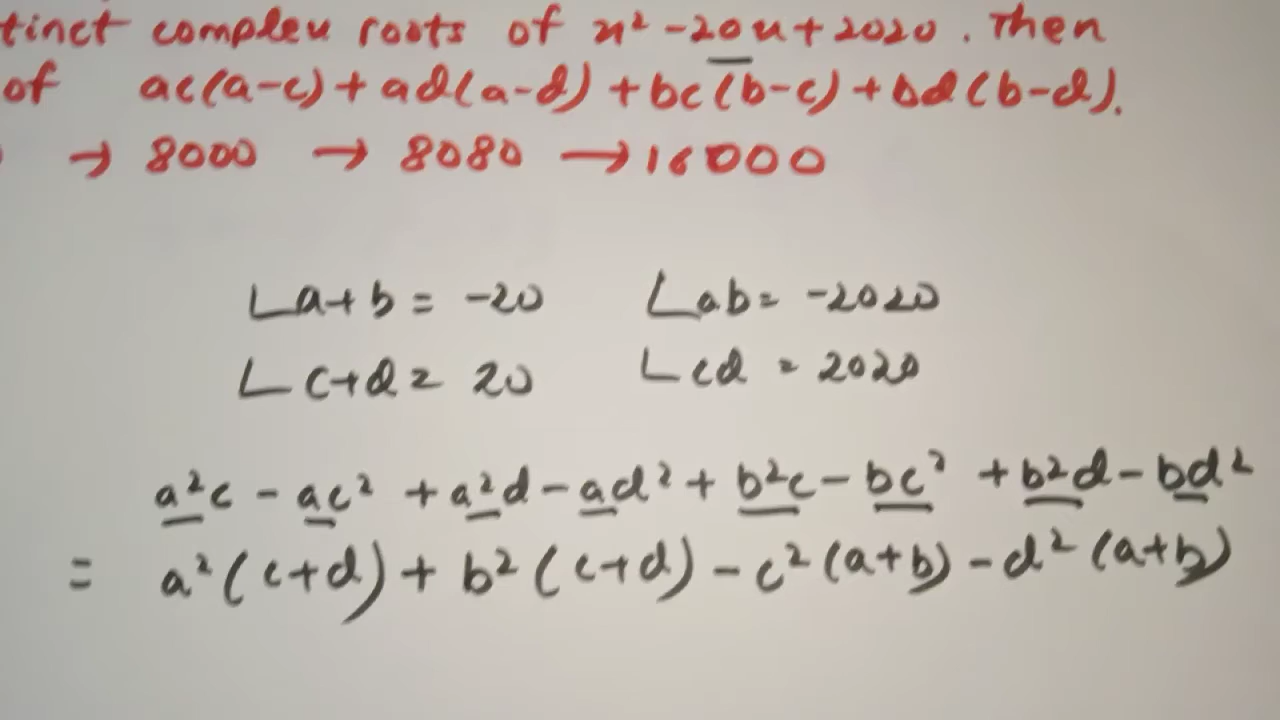 tinct complex roots of x² - 20x + 2020. Then
of ac(a-c) + ad(a-d) + bc(b-c) + bd(b-d).
→ 8000 → 8080 → 16000
∟a+b = -20 ∟ab = -2020
∟c+d = 20 ∟cd = 2020
a²c - ac² + a²d - ad² + b²c - bc² + b²d - bd²
= a²(c+d) + b²(c+d) - c²(a+b) - d²(a+b)